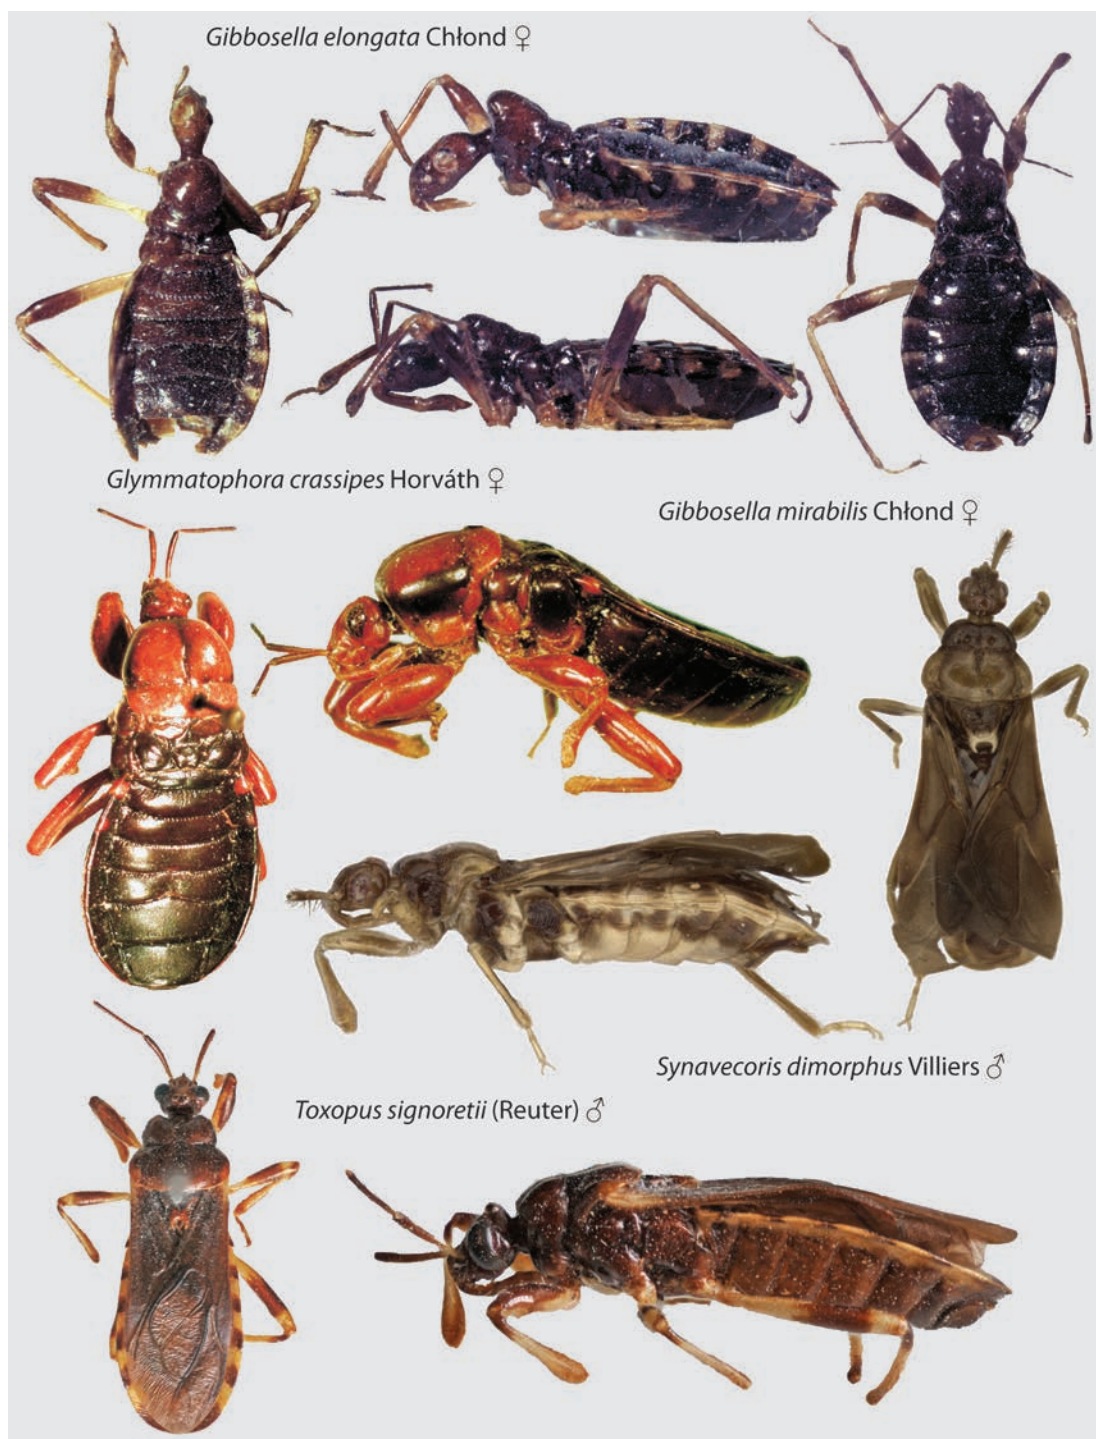 Gibbosella elongata Chłond ♀
Glymmatophora crassipes Horváth ♀
Gibbosella mirabilis Chłond ♀
Synavecoris dimorphus Villiers ♂
Toxopus signoretii (Reuter) ♂